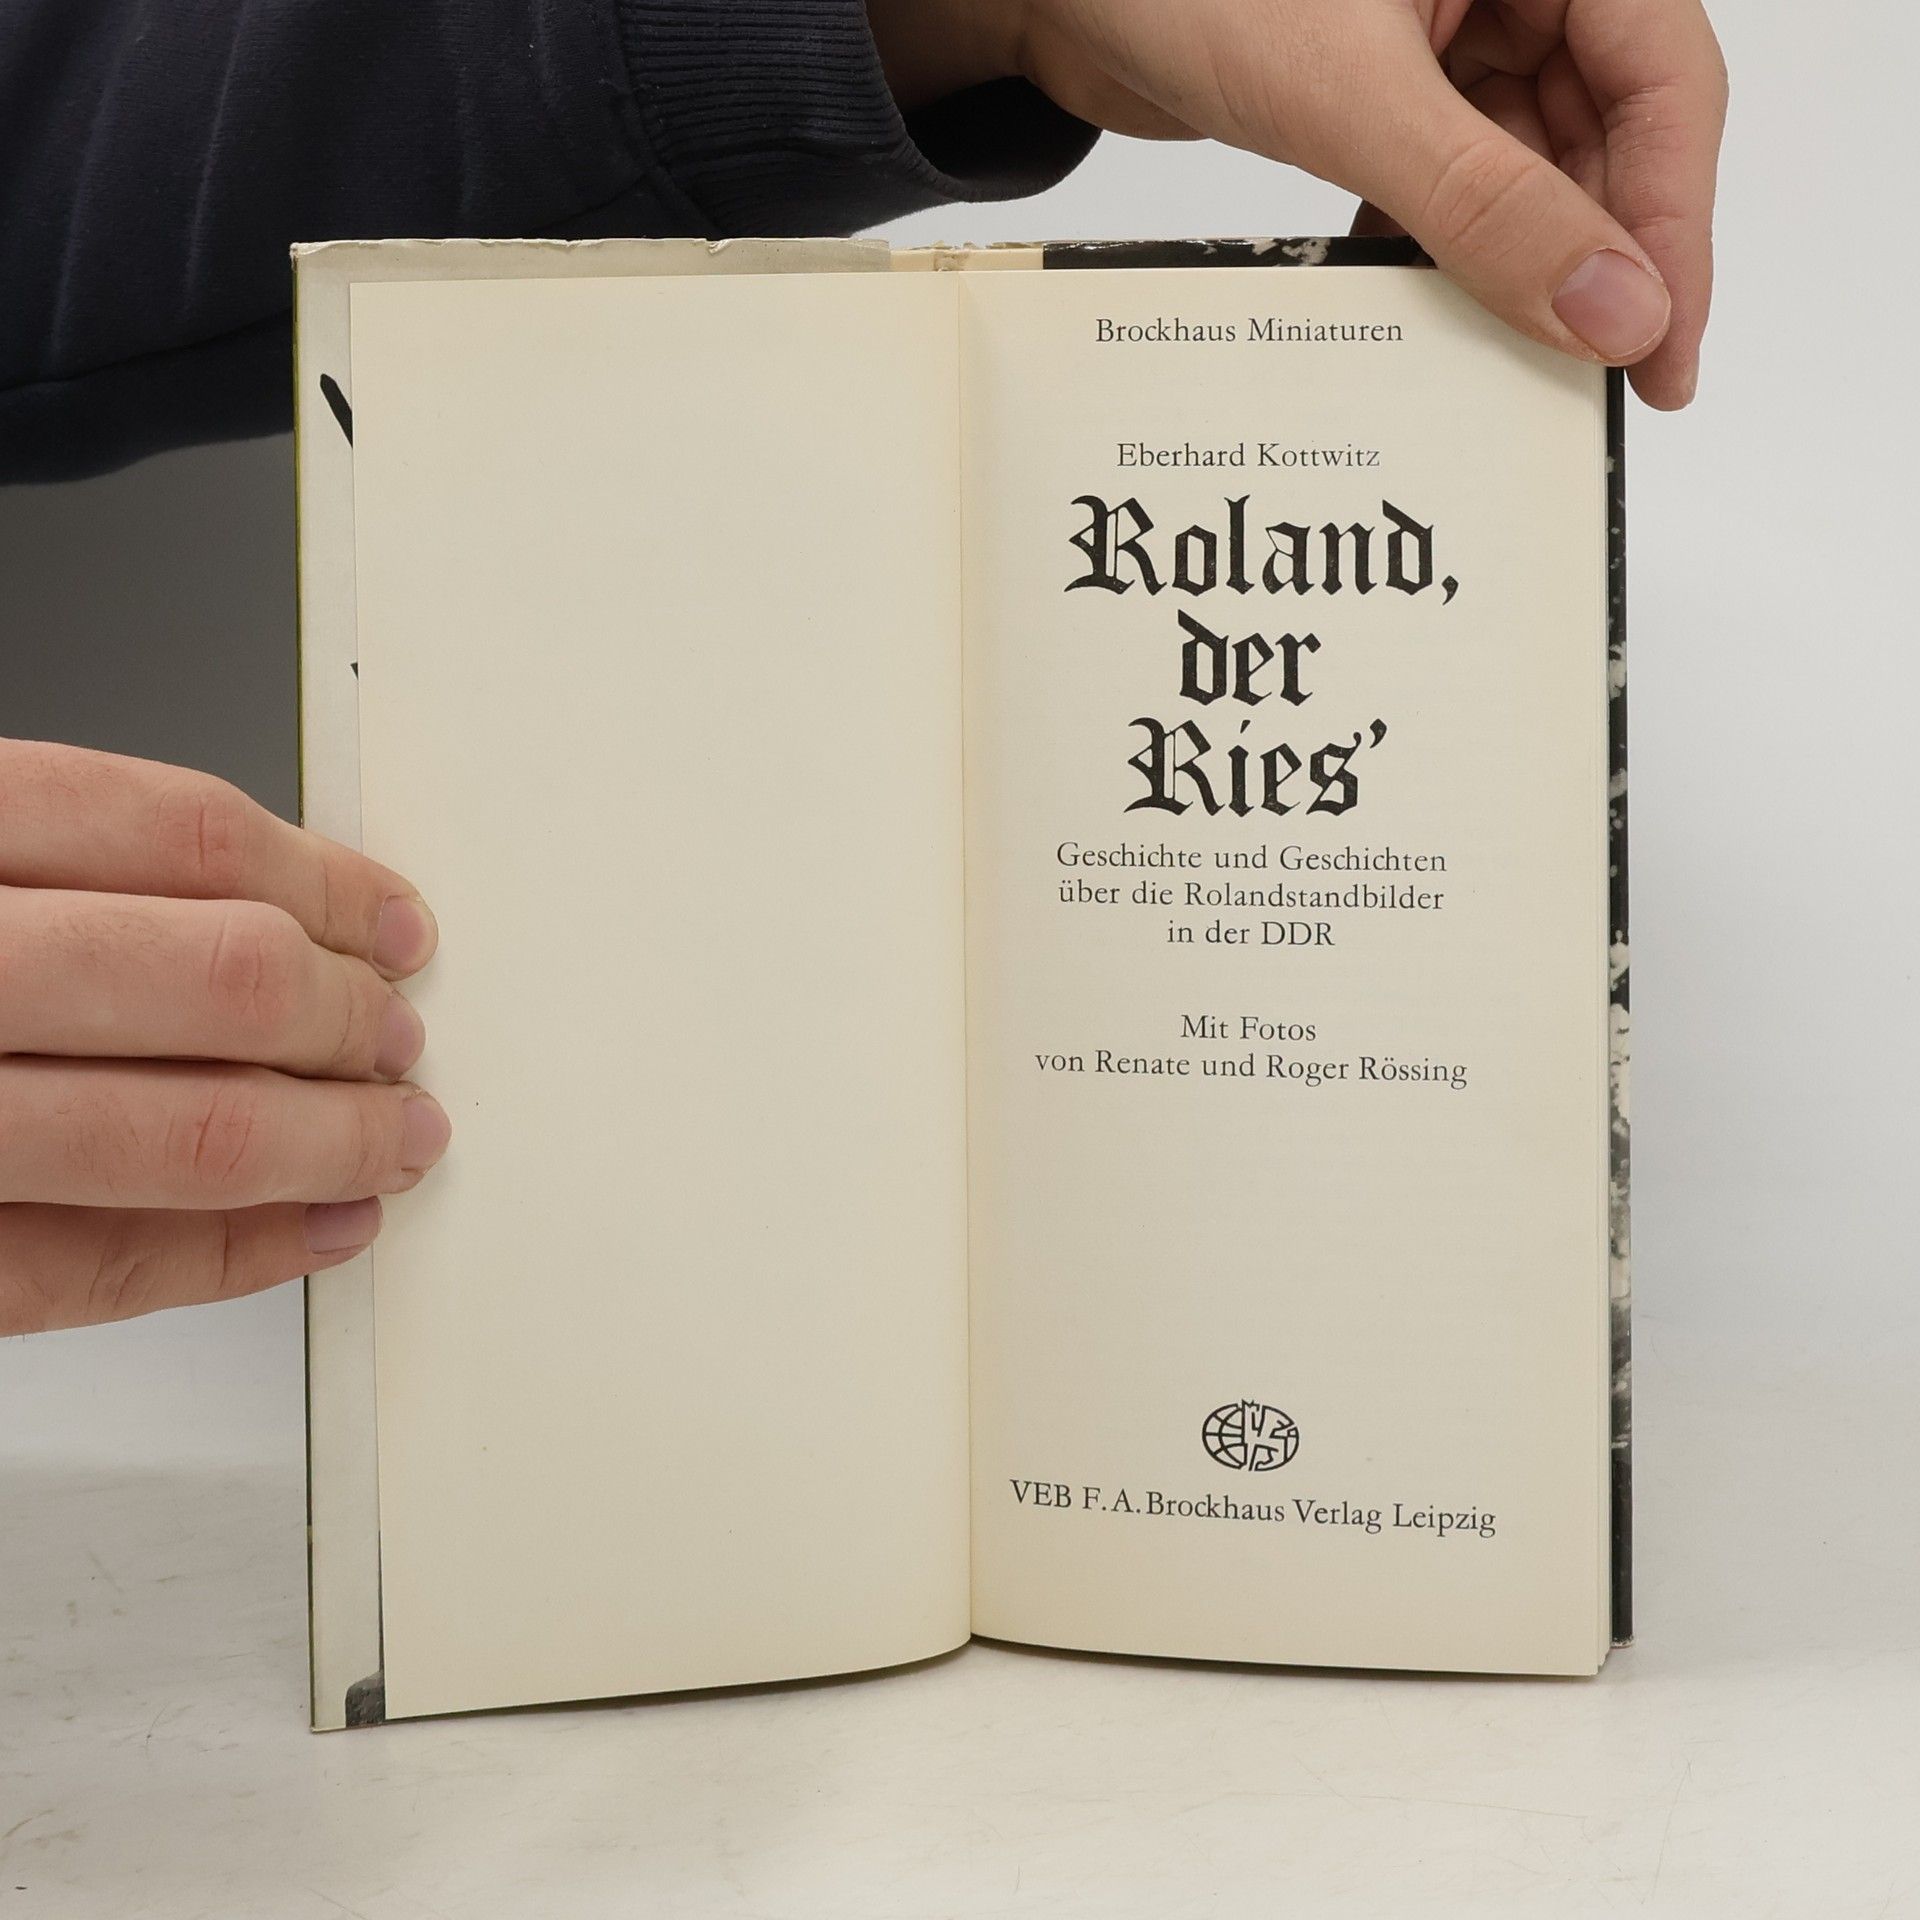 Brockhaus Miniaturen
Eberhard Kottwitz
Roland,
der
Ries’
Geschichte und Geschichten
über die Rolandstandbilder
in der DDR
Mit Fotos
von Renate und Roger Rössing
VEB F. A. Brockhaus Verlag Leipzig